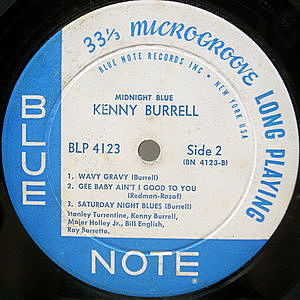 33 1/3 MICROGROOVE LONG PLAYING
BLUE NOTE RECORDS INC • NEW YORK USA
MIDNIGHT BLUE
KENNY BURRELL
BLP 4123
Side 2
(BN 4123-B)
1. WAVY GRAVY (Burrell)
2. GEE BABY AIN'T I GOOD TO YOU
(Redman-Razaf)
3. SATURDAY NIGHT BLUES (Burrell)
Stanley Turrentine, Kenny Burrell,
Major Holley Jr., Bill English,
Ray Barretto.
BLUE
NOTE
®